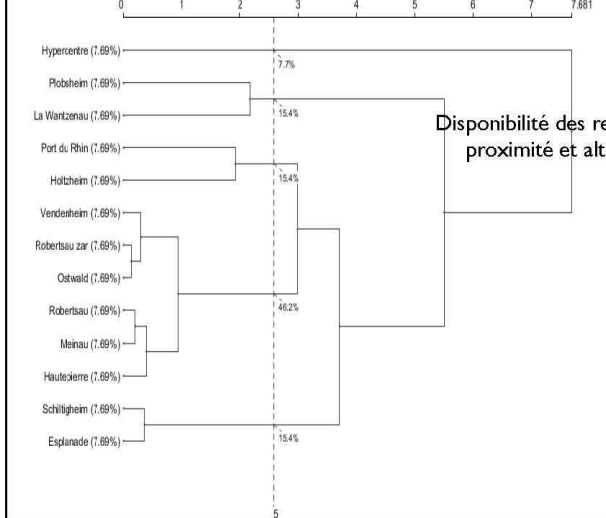 0 1 2 3 4 5 6 7 7.681
Hypercentre (7.69%)
7.7%
Plobsheim (7.69%)
15.4%
La Wantzenau (7.69%)
Disponibilité des re
proximité et alt
Port du Rhin (7.69%)
15.4%
Holtzheim (7.69%)
Vendenheim (7.69%)
Robertsau zar (7.69%)
Ostwald (7.69%)
46.2%
Robertsau (7.69%)
Meinau (7.69%)
Hautepierre (7.69%)
Schiltigheim (7.69%)
15.4%
Esplanade (7.69%)
5